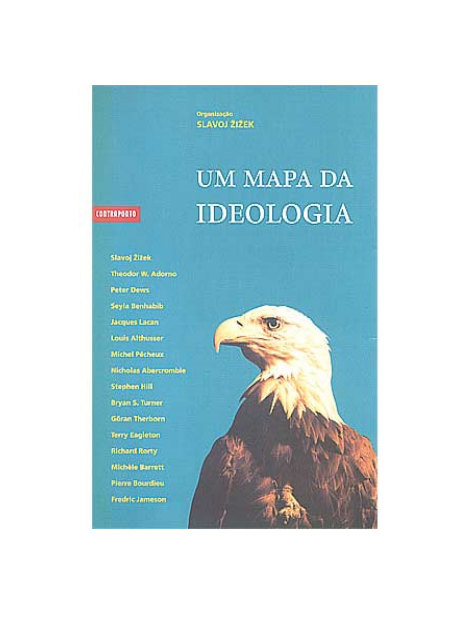 Organização
SLAVOJ ŽIŽEK
UM MAPA DA
IDEOLOGIA
CONTRAPONTO
Slavoj Žižek
Theodor W. Adorno
Peter Dews
Seyla Benhabib
Jacques Lacan
Louis Althusser
Michel Pêcheux
Nicholas Abercrombie
Stephen Hill
Bryan S. Turner
Göran Therborn
Terry Eagleton
Richard Rorty
Michèle Barrett
Pierre Bourdieu
Fredric Jameson